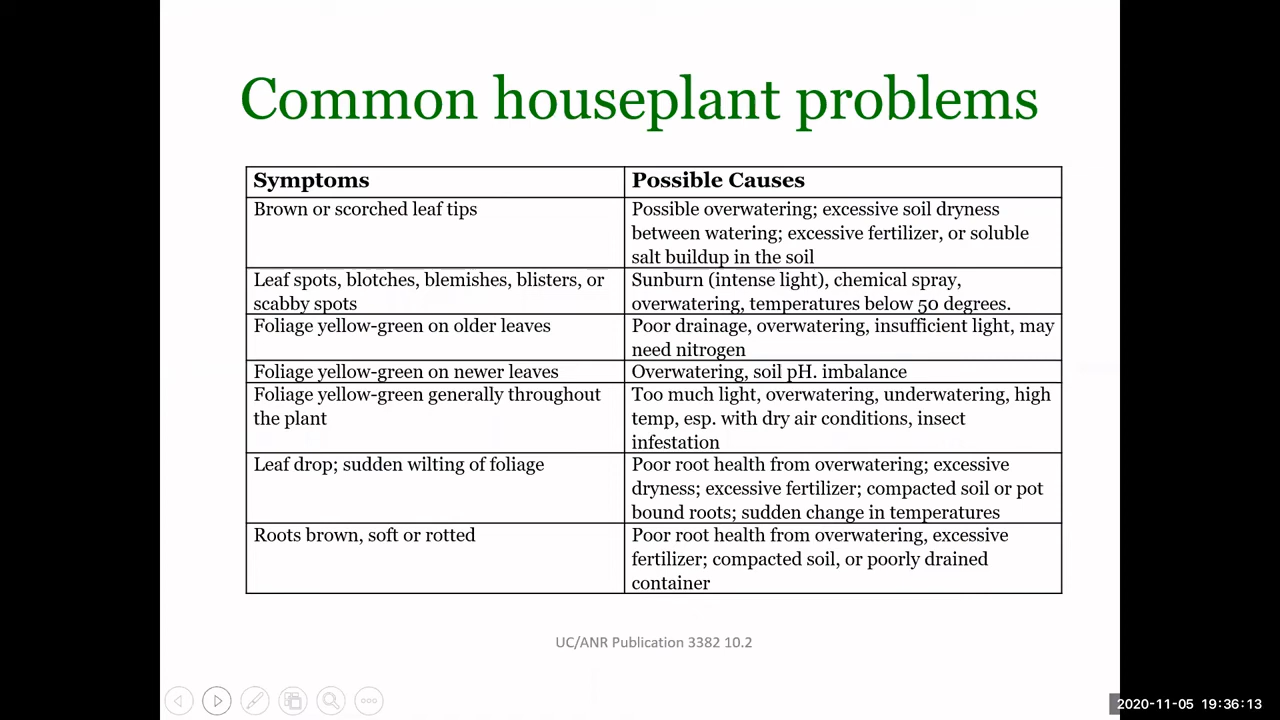 Common houseplant problems
Symptoms
Possible Causes
Brown or scorched leaf tips
Possible overwatering; excessive soil dryness
between watering; excessive fertilizer, or soluble
salt buildup in the soil
Leaf spots, blotches, blemishes, blisters, or
scabby spots
Sunburn (intense light), chemical spray,
overwatering, temperatures below 50 degrees.
Foliage yellow-green on older leaves
Poor drainage, overwatering, insufficient light, may
need nitrogen
Foliage yellow-green on newer leaves
Overwatering, soil pH. imbalance
Foliage yellow-green generally throughout
the plant
Too much light, overwatering, underwatering, high
temp, esp. with dry air conditions, insect
infestation
Leaf drop; sudden wilting of foliage
Poor root health from overwatering; excessive
dryness; excessive fertilizer; compacted soil or pot
bound roots; sudden change in temperatures
Roots brown, soft or rotted
Poor root health from overwatering, excessive
fertilizer; compacted soil, or poorly drained
container
UC/ANR Publication 3382 10.2
2020-11-05 19:36:13